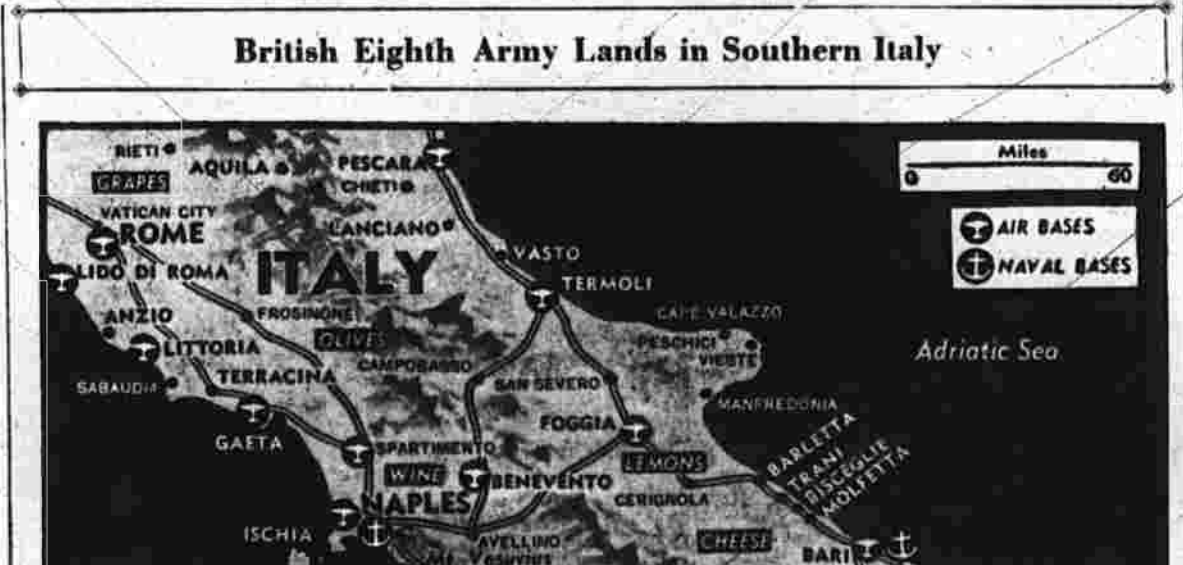 British Eighth Army Lands in Southern Italy
Miles
0 60
AIR BASES
NAVAL BASES
RIETI
AQUILA
PESCARA
CHIETI
GRAPES
VATICAN CITY
ROME
LANCIANO
VASTO
LIDO DI ROMA
ITALY
TERMOLI
ANZIO
FROSINONE
CAPE VALAZZO
OLIVES
PESCHICI
VIESTE
Adriatic Sea
LITTORIA
CAMPOBASSO
SABAUDIA
TERRACINA
SAN SEVERO
MANFREDONIA
GAETA
FOGGIA
BARLETTA
TRANI
BISCEGLIE
MOLFETTA
SPARTIMENTO
WINE
BENEVENTO
LEMONS
CERIGNOLA
NAPLES
ISCHIA
AVELLINO
CHEESE
BARI